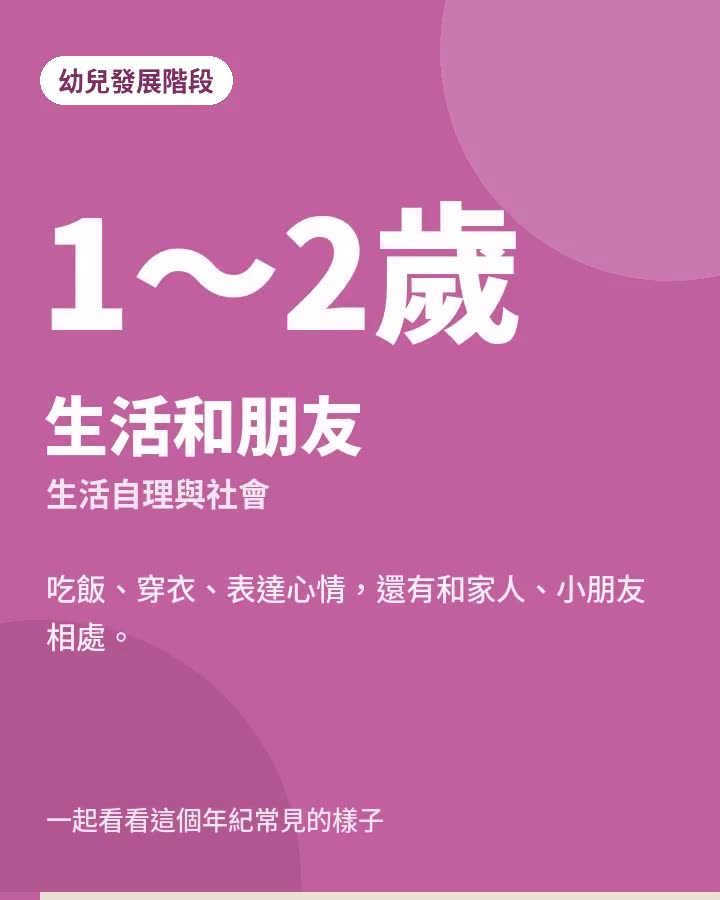 幼兒發展階段
1～2歲
生活和朋友
生活自理與社會
吃飯、穿衣、表達心情，還有和家人、小朋友
相處。
一起看看這個年紀常見的樣子